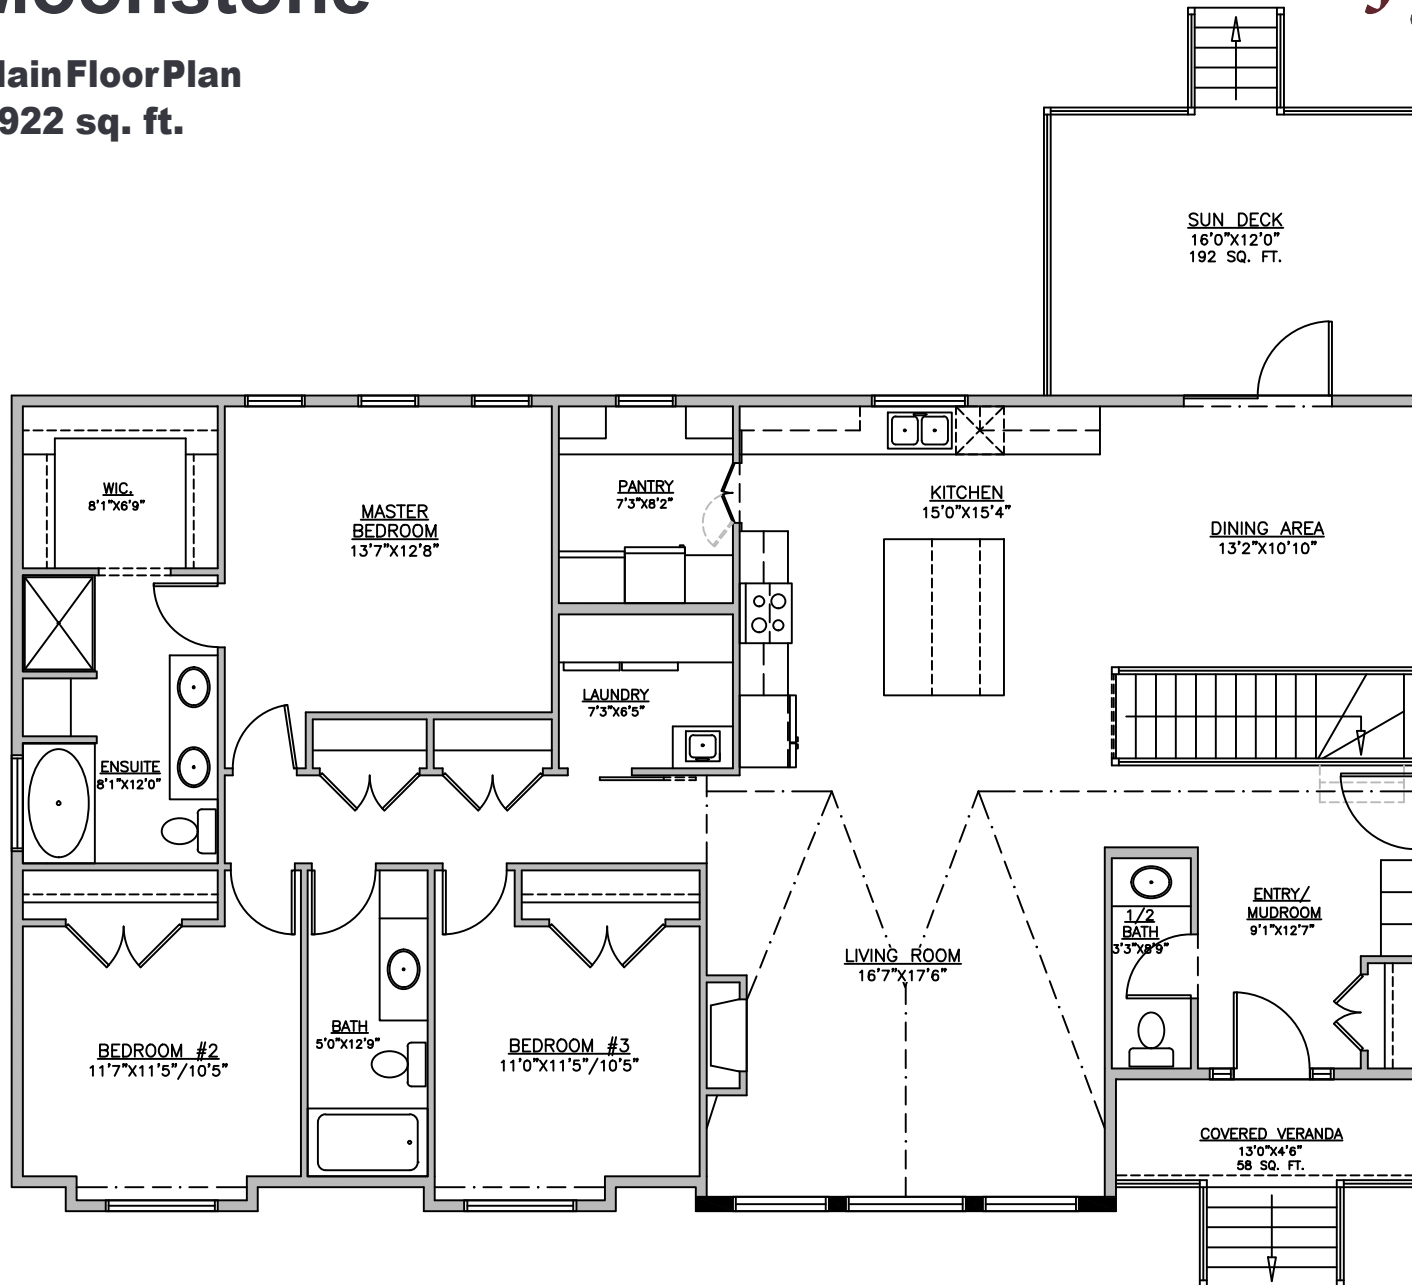 Moonstone
Main Floor Plan
922 sq. ft.
SUN DECK
16'0"X12'0"
192 SQ. FT.
WIC.
8'1"X6'9"
MASTER
BEDROOM
13'7"X12'8"
PANTRY
7'3"X8'2"
KITCHEN
15'0"X15'4"
DINING AREA
13'2"X10'10"
LAUNDRY
7'3"X6'5"
ENSUITE
8'1"X12'0"
1/2
BATH
3'3"X8'9"
ENTRY/
MUDROOM
9'1"X12'7"
LIVING ROOM
16'7"X17'6"
BATH
5'0"X12'9"
BEDROOM #2
11'7"X11'5"/10'5"
BEDROOM #3
11'0"X11'5"/10'5"
COVERED VERANDA
13'0"X4'6"
58 SQ. FT.